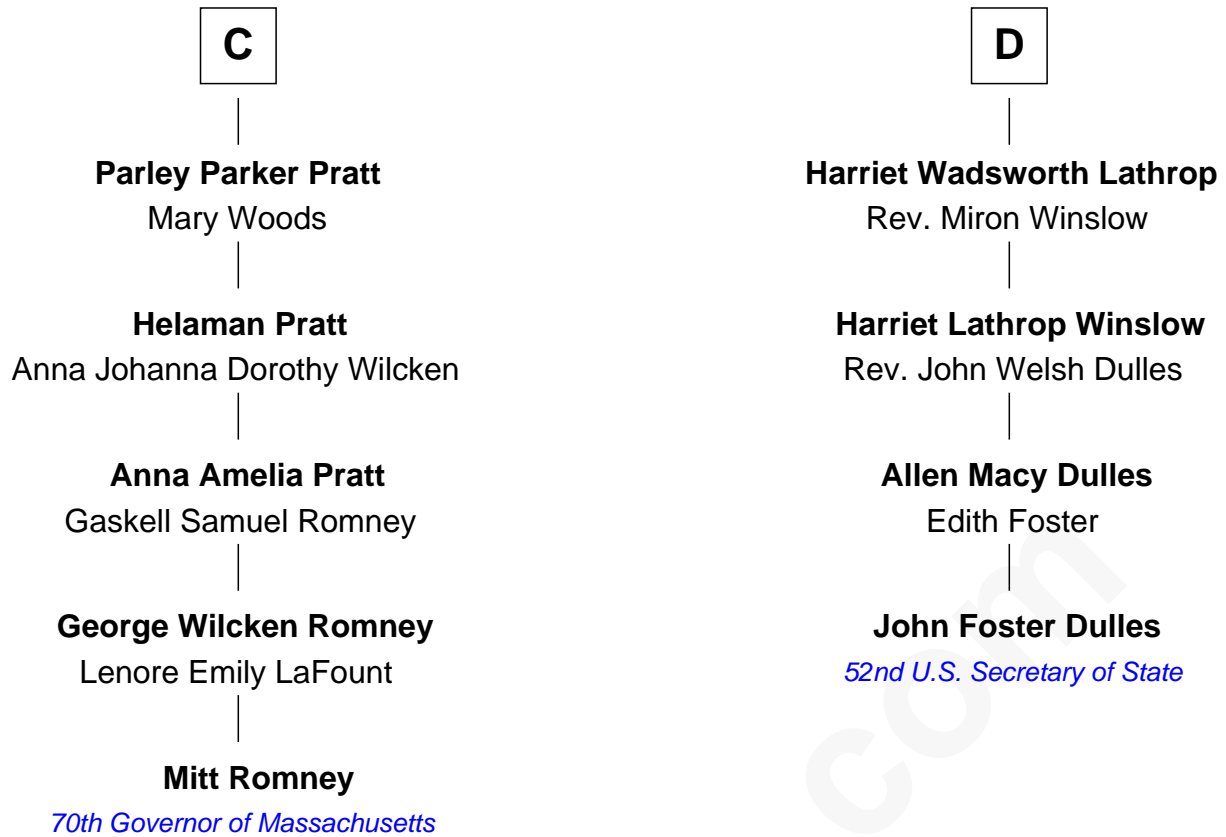 C
Parley Parker Pratt
Mary Woods
Helaman Pratt
Anna Johanna Dorothy Wilcken
Anna Amelia Pratt
Gaskell Samuel Romney
George Wilcken Romney
Lenore Emily LaFount
Mitt Romney
70th Governor of Massachusetts
D
Harriet Wadsworth Lathrop
Rev. Miron Winslow
Harriet Lathrop Winslow
Rev. John Welsh Dulles
Allen Macy Dulles
Edith Foster
John Foster Dulles
52nd U.S. Secretary of State
com